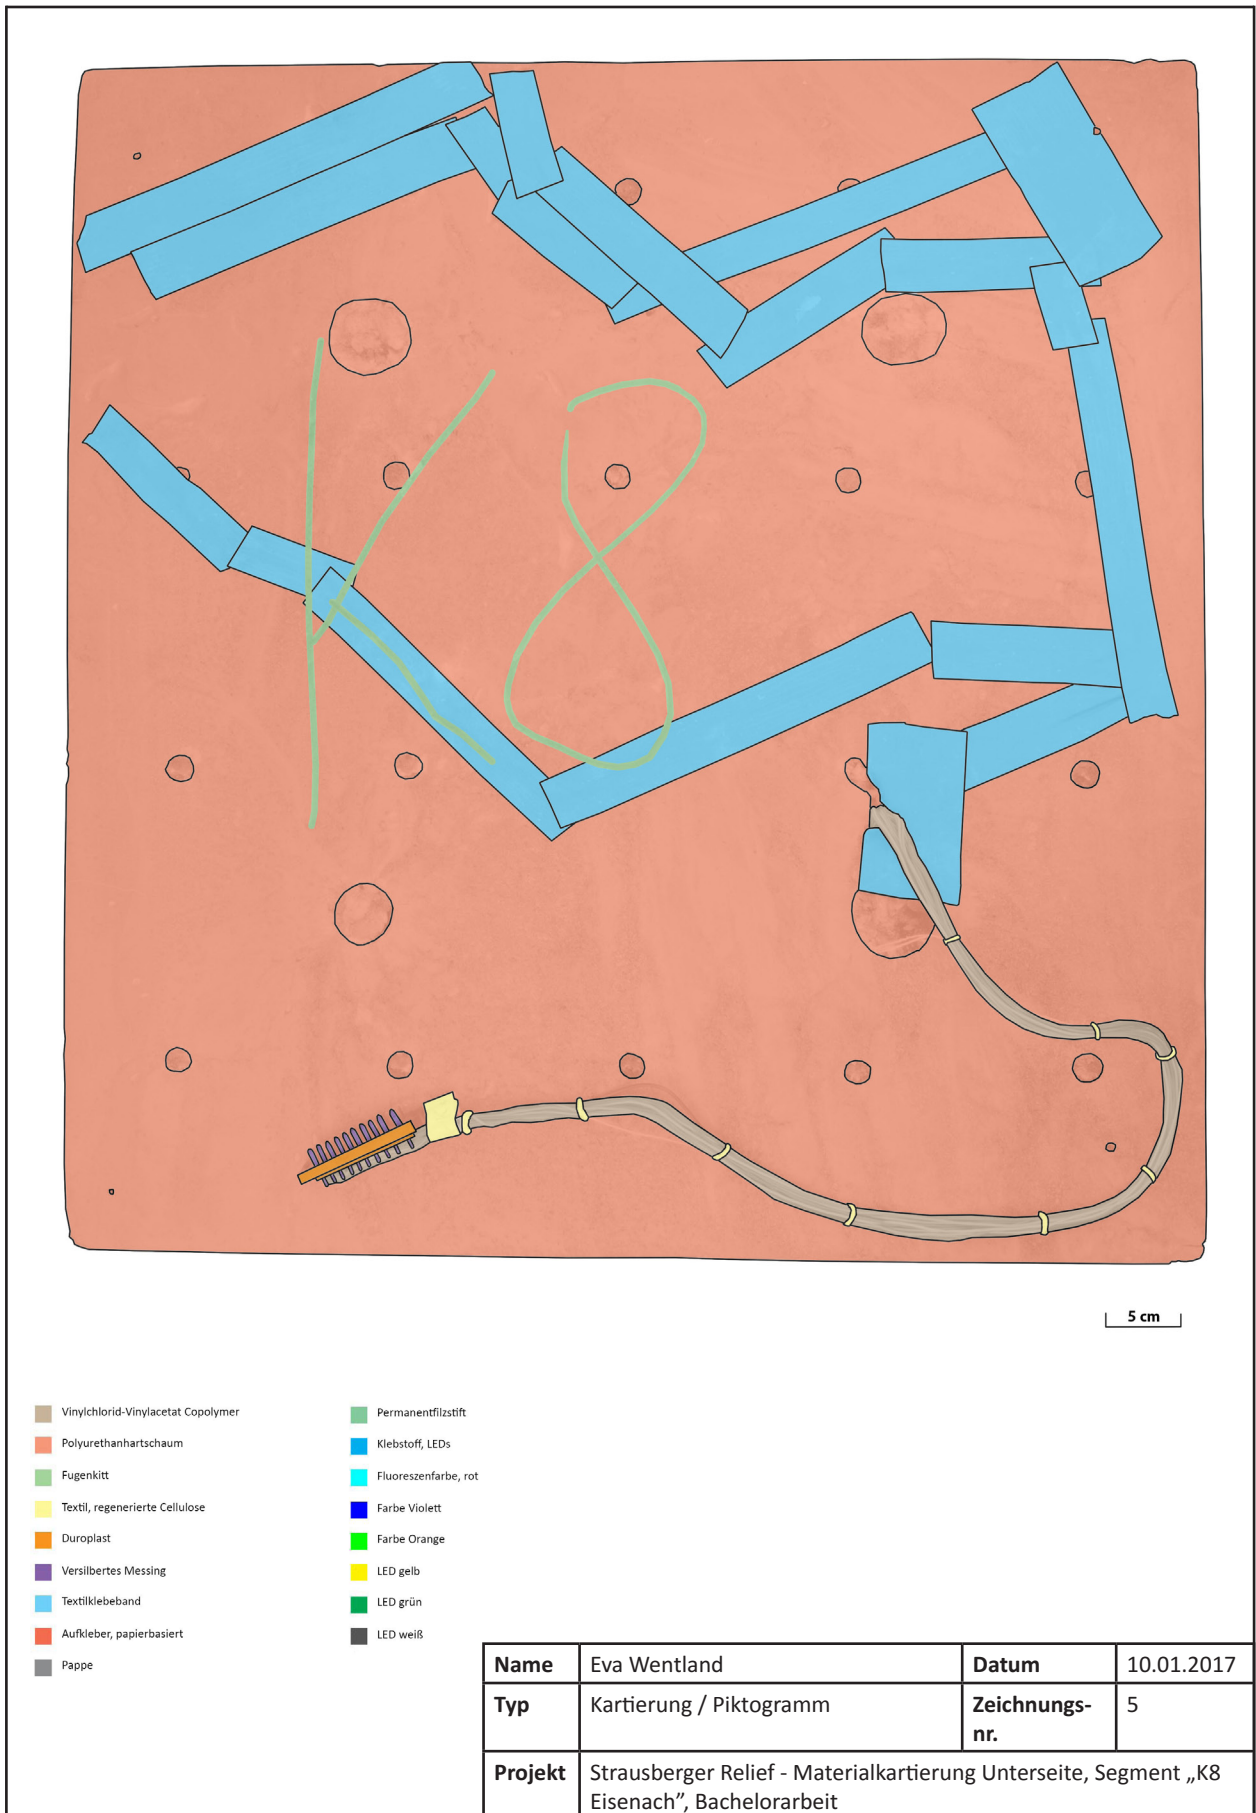 K8
5 cm
Vinylchlorid-Vinylacetat Copolymer
Polyurethanhartschaum
Fugenkitt
Textil, regenerierte Cellulose
Duroplast
Versilbertes Messing
Textilklebeband
Aufkleber, papierbasiert
Pappe
Permanentfilzstift
Klebstoff, LEDs
Fluoreszenfarbe, rot
Farbe Violett
Farbe Orange
LED gelb
LED grün
LED weiß
Name Eva Wentland Datum 10.01.2017
Typ Kartierung / Piktogramm Zeichnungs- 5
nr.
Projekt Strausberger Relief - Materialkartierung Unterseite, Segment „K8
Eisenach”, Bachelorarbeit